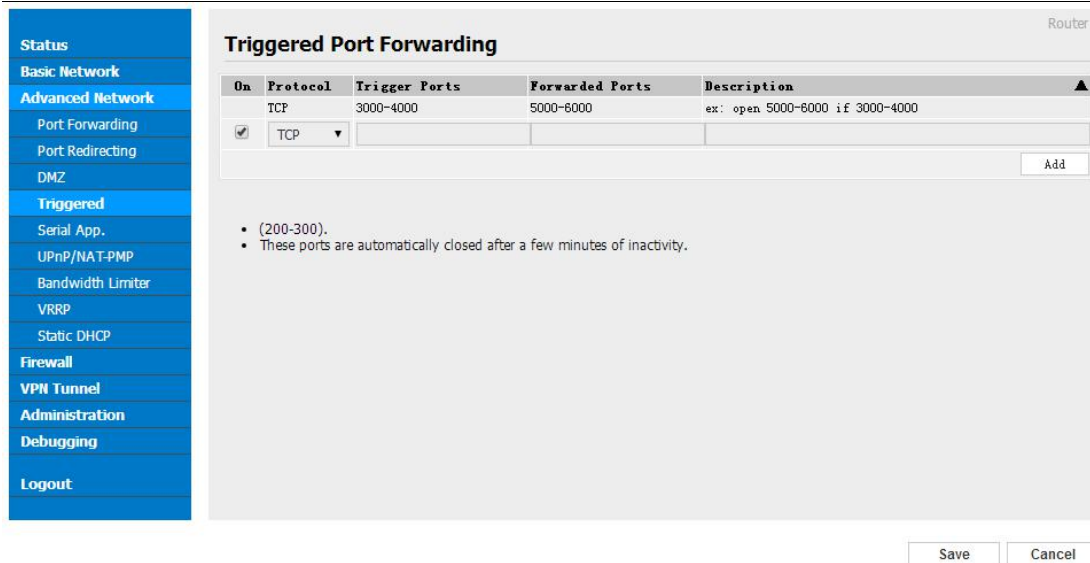 Router
Status
Basic Network
Advanced Network
Port Forwarding
Port Redirecting
DMZ
Triggered
Serial App.
UPnP/NAT-PMP
Bandwidth Limiter
VRRP
Static DHCP
Firewall
VPN Tunnel
Administration
Debugging
Logout
Triggered Port Forwarding
On Protocol Trigger Ports Forwarded Ports Description
TCP 3000-4000 5000-6000 ex: open 5000-6000 if 3000-4000
TCP
Add
(200-300).
These ports are automatically closed after a few minutes of inactivity.
Save Cancel